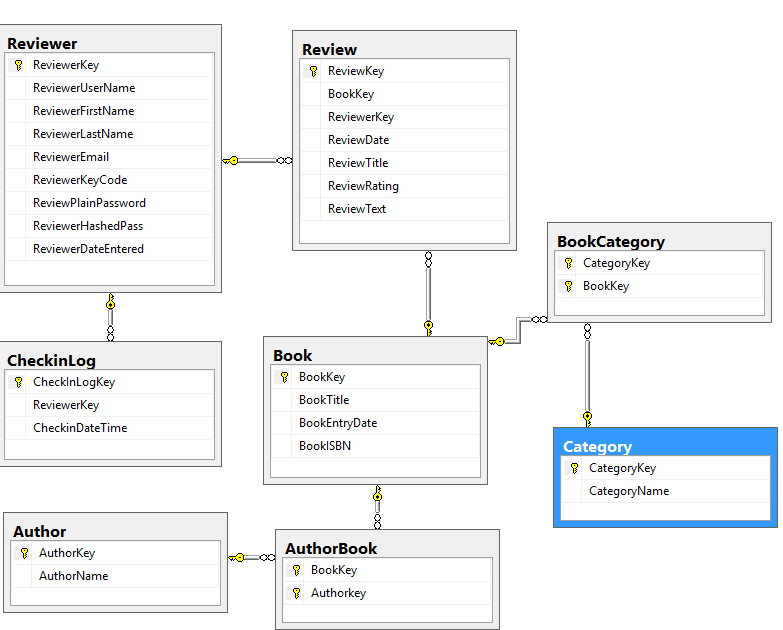 Reviewer
ReviewerKey
ReviewerUserName
ReviewerFirstName
ReviewerLastName
ReviewerEmail
ReviewerKeyCode
ReviewPlainPassword
ReviewerHashedPass
ReviewerDateEntered
Review
ReviewKey
BookKey
ReviewerKey
ReviewDate
ReviewTitle
ReviewRating
ReviewText
BookCategory
CategoryKey
BookKey
CheckinLog
CheckInLogKey
ReviewerKey
CheckinDateTime
Book
BookKey
BookTitle
BookEntryDate
BookISBN
Category
CategoryKey
CategoryName
Author
AuthorKey
AuthorName
AuthorBook
BookKey
Authorkey